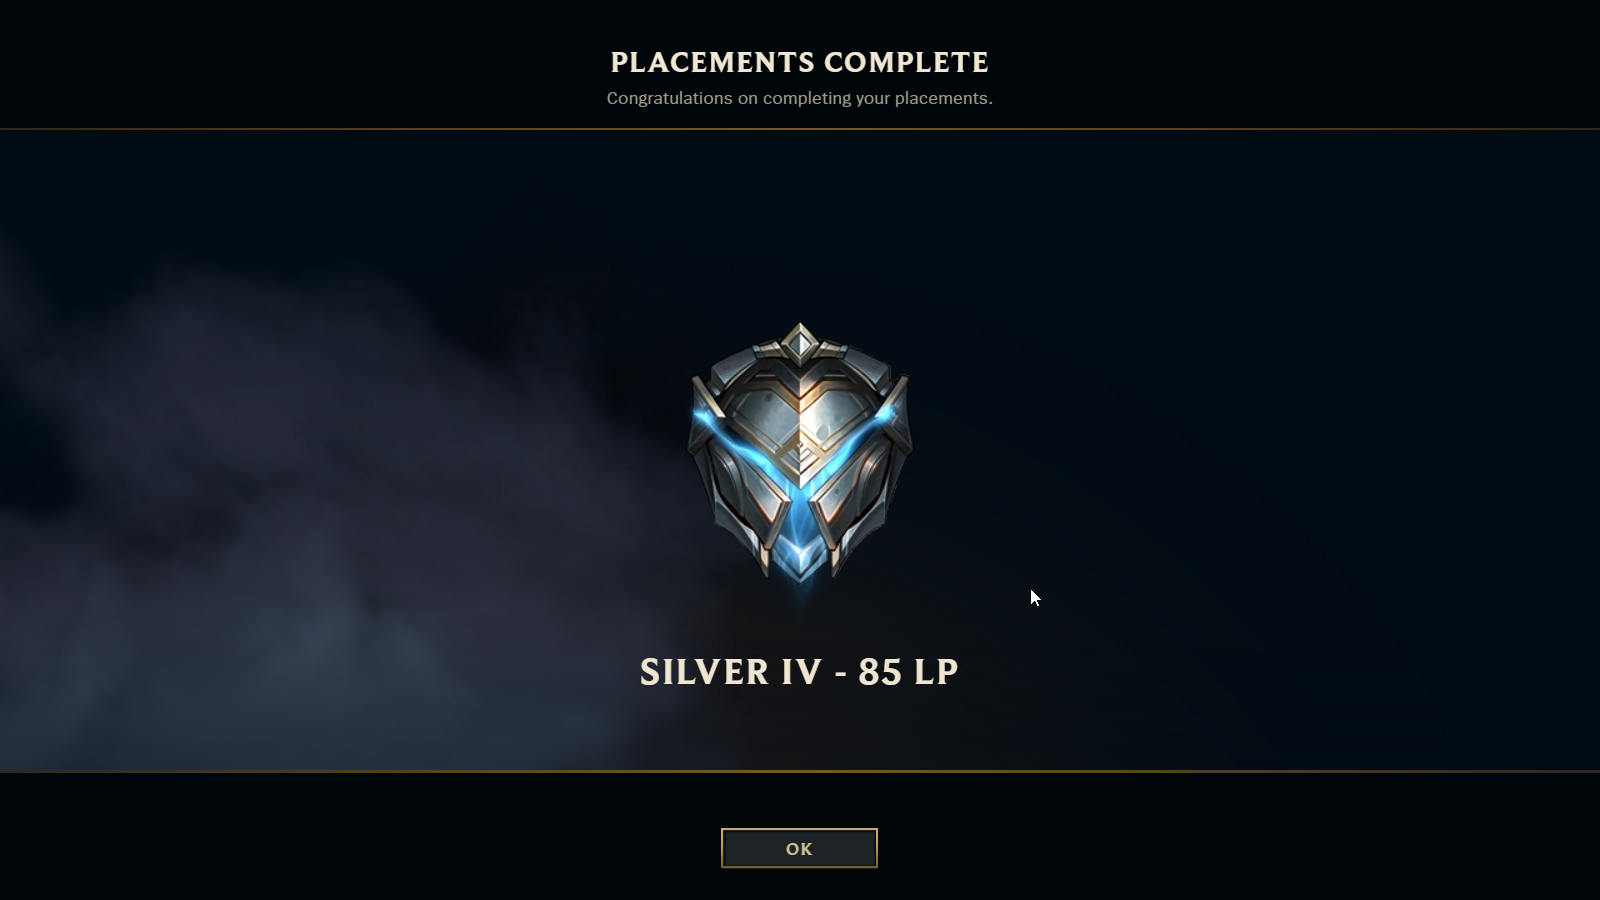 PLACEMENTS COMPLETE
Congratulations on completing your placements.
SILVER IV - 85 LP
OK